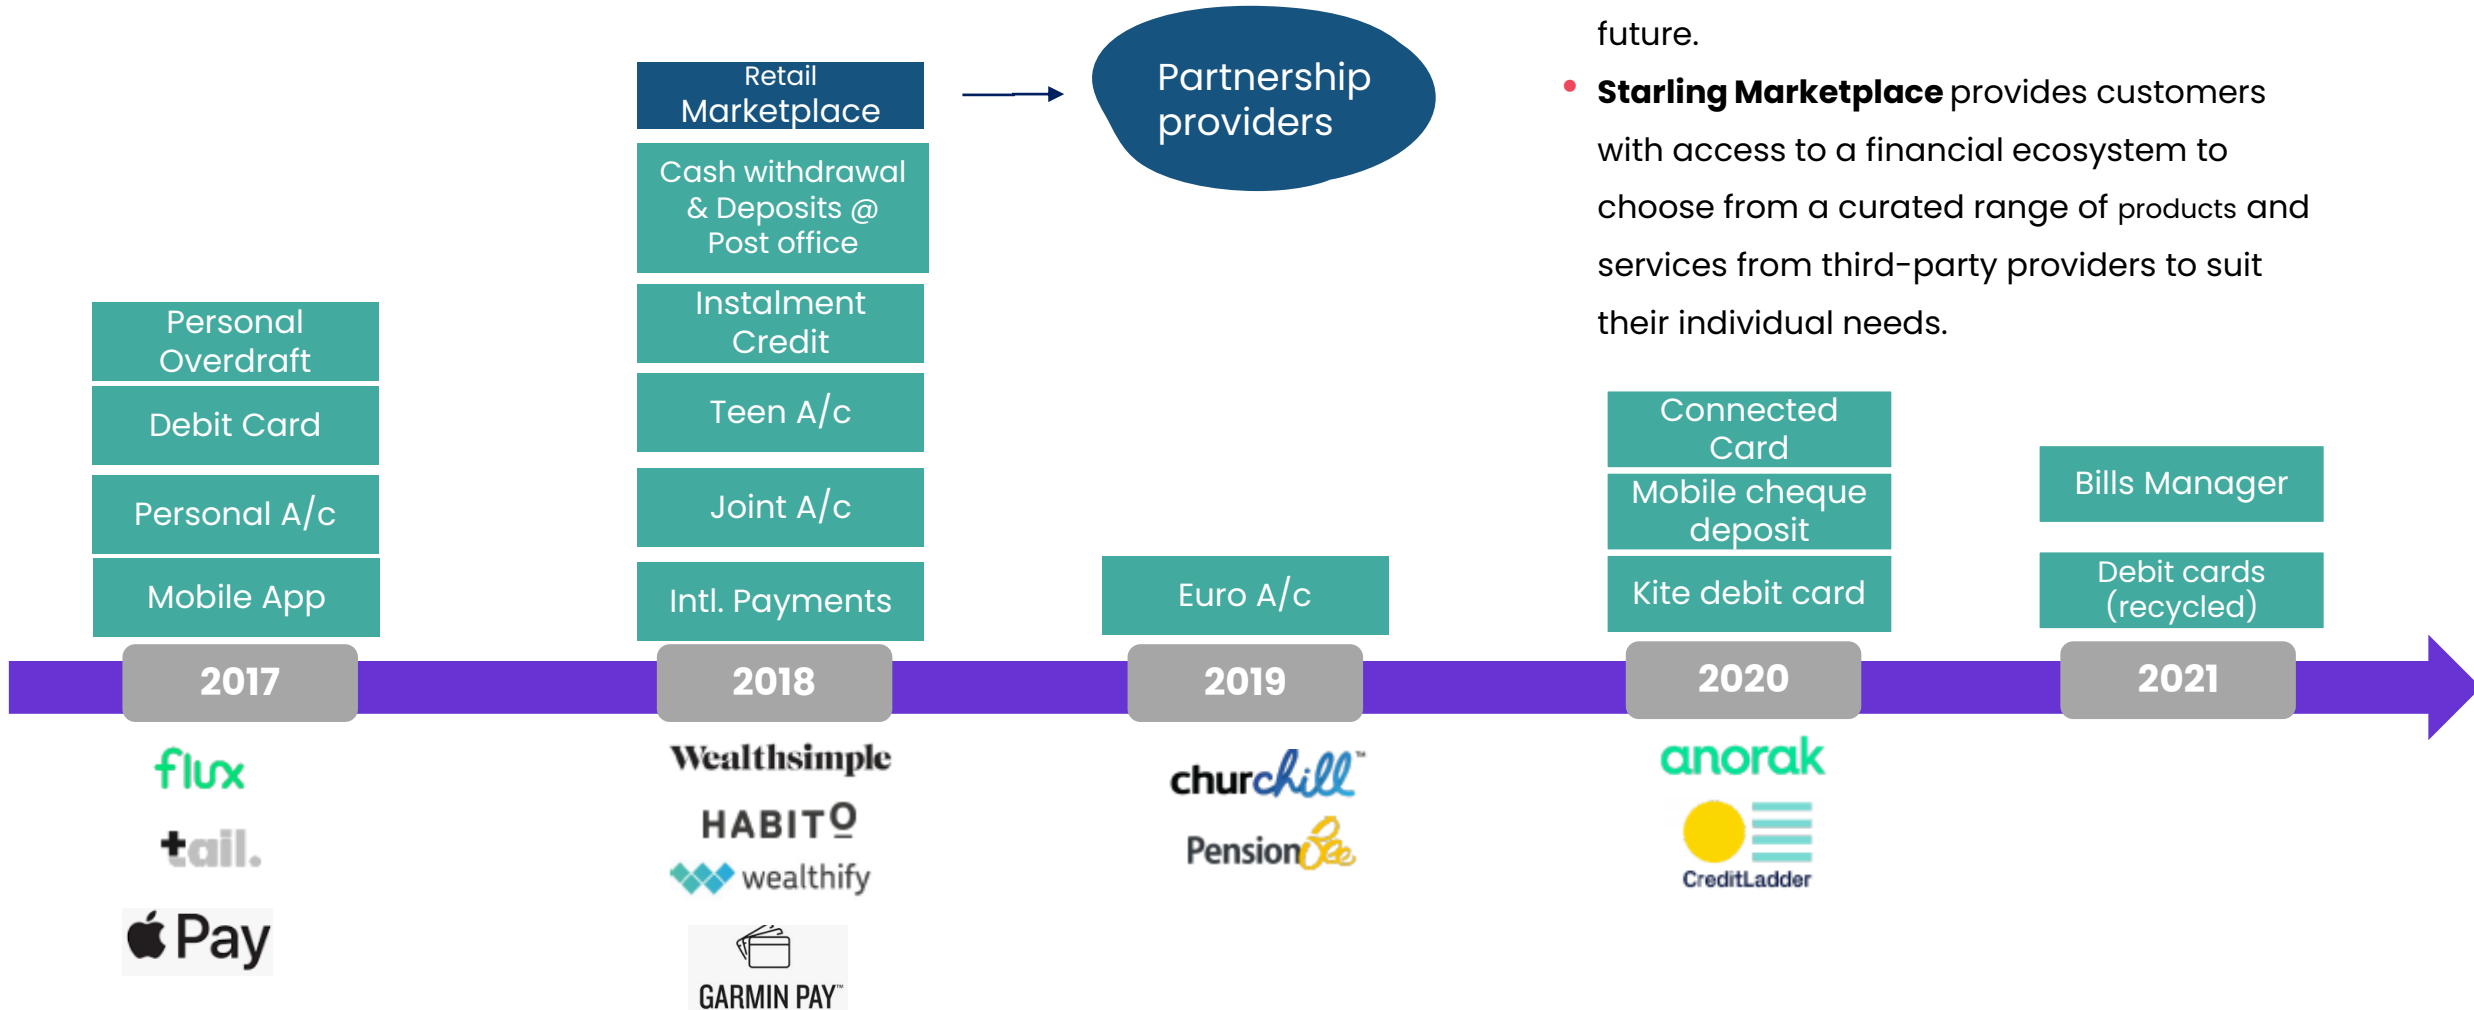 future.
• Starling Marketplace provides customers
with access to a financial ecosystem to
choose from a curated range of products and
services from third-party providers to suit
their individual needs.
Retail
Marketplace
Partnership
providers
Cash withdrawal
& Deposits @
Post office
Instalment
Credit
Teen A/c
Joint A/c
Intl. Payments
Personal
Overdraft
Debit Card
Personal A/c
Mobile App
Euro A/c
Connected
Card
Mobile cheque
deposit
Kite debit card
Bills Manager
Debit cards
(recycled)
2017
2018
2019
2020
2021
flux
tail.
Pay
Wealthsimple
HABITO
wealthify
GARMIN PAY™
churchill™
PensionBee
anorak
CreditLadder